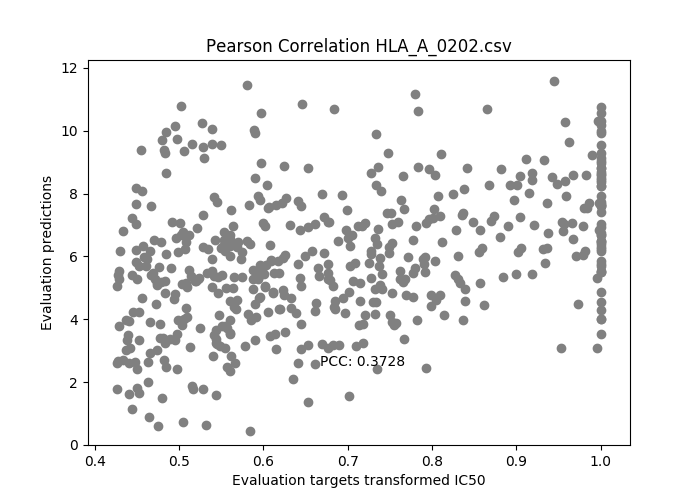 Pearson Correlation HLA_A_0202.csv
12
10
8
6
4
2
0
Evaluation predictions
PCC: 0.3728
0.4 0.5 0.6 0.7 0.8 0.9 1.0
Evaluation targets transformed IC50